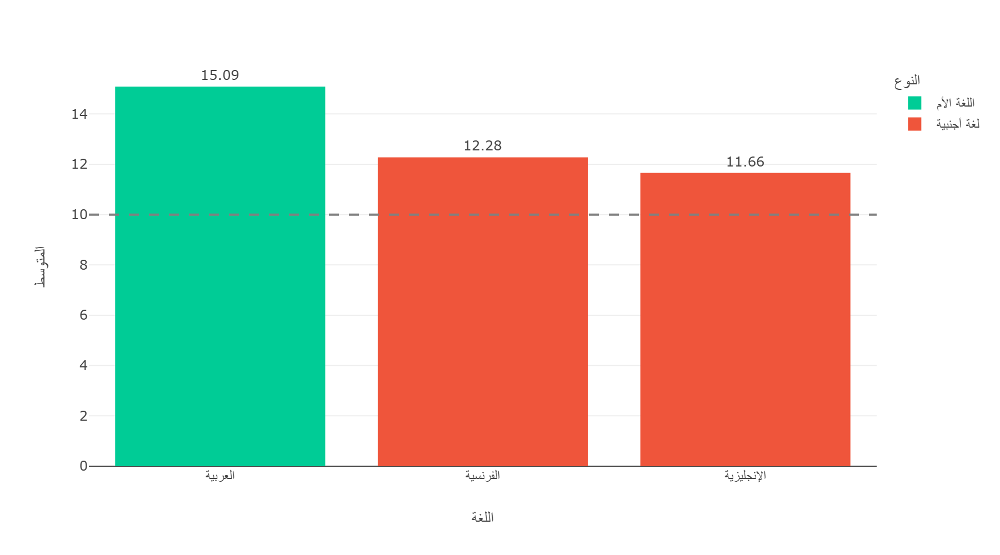 15.09
12.28
11.66
14
12
10
8
6
4
2
0
المتوسط
العربية
الفرنسية
الإنجليزية
اللغة
النوع
اللغة الأم
لغة أجنبية